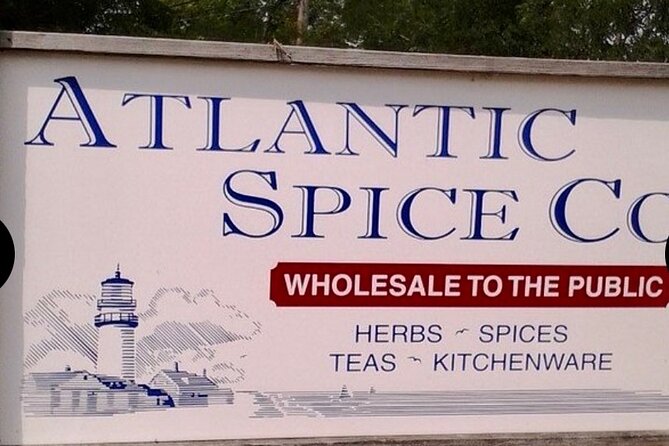 ATLANTIC
SPICE CO
WHOLESALE TO THE PUBLIC
HERBS ~ SPICES
TEAS ~ KITCHENWARE